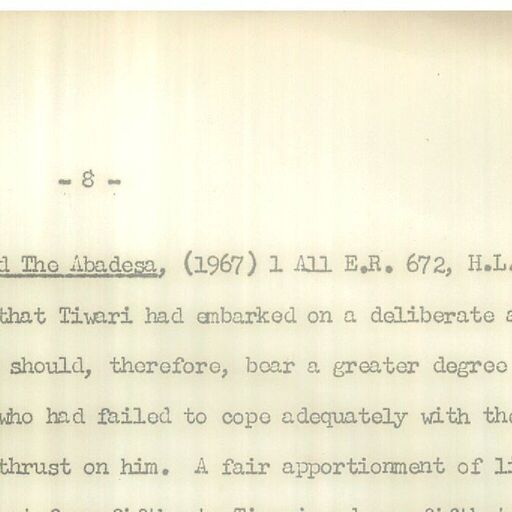 - 8 -
d The Abadesa, (1967) 1 All E.R. 672, H.L.
that Tiwari had embarked on a deliberate a
should, therefore, bear a greater degree
who had failed to cope adequately with the
thrust on him. A fair apportionment of li